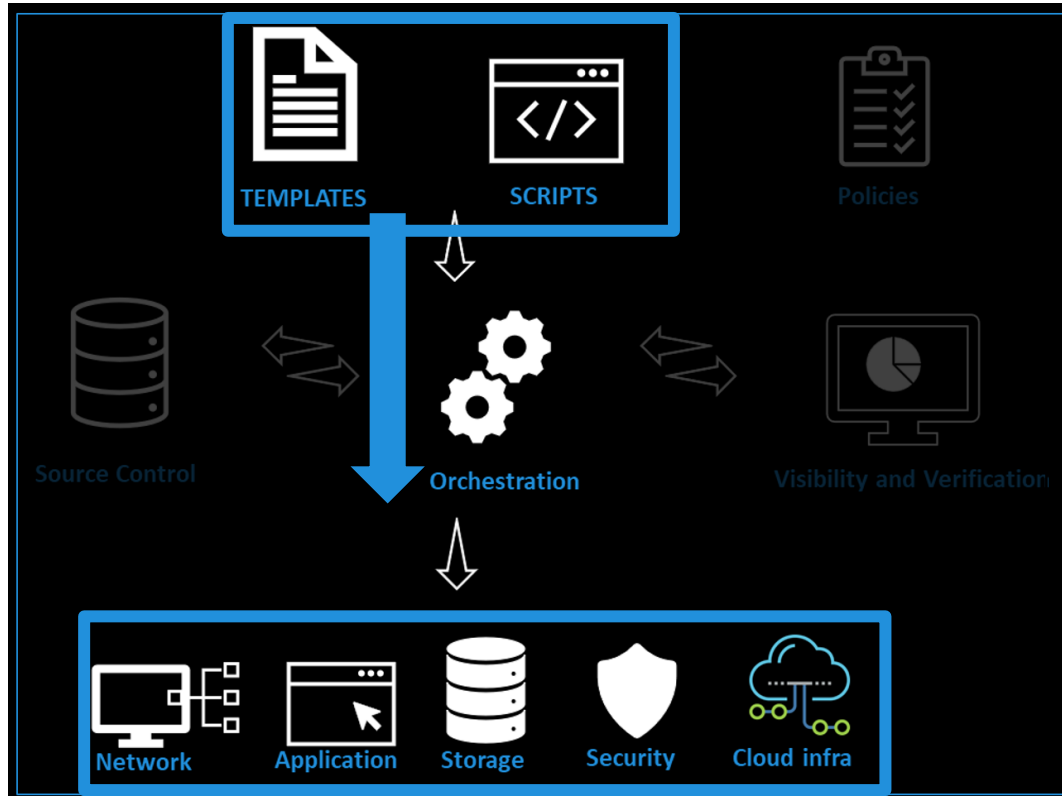 TEMPLATES
SCRIPTS
Policies
Source Control
Orchestration
Visibility and Verification
Network
Application
Storage
Security
Cloud infra